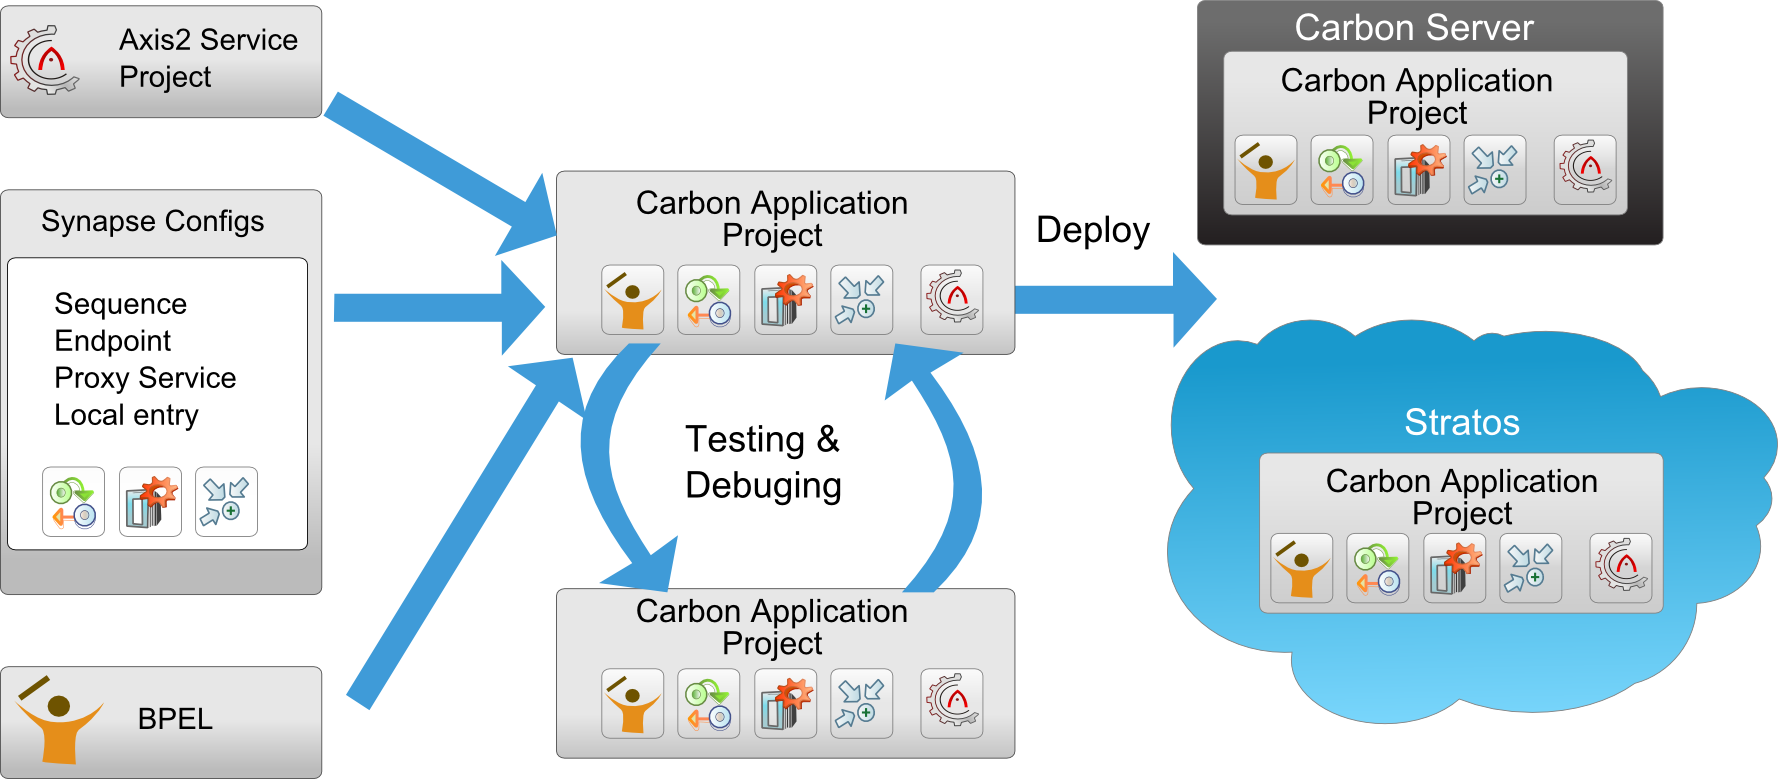 Axis2 Service
Project
Synapse Configs
Sequence
Endpoint
Proxy Service
Local entry
BPEL
Carbon Application
Project
Testing &
Debuging
Carbon Application
Project
Deploy
Carbon Server
Carbon Application
Project
Stratos
Carbon Application
Project